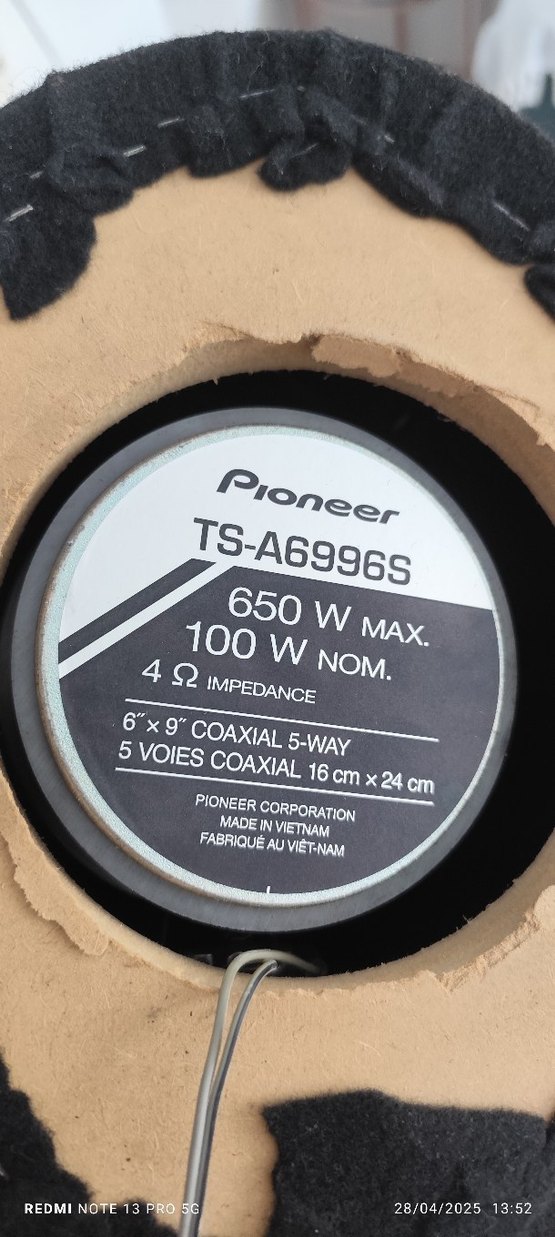 Pioneer
TS-A6996S
650 W MAX.
100 W NOM.
4 Ω IMPEDANCE
6″× 9″ COAXIAL 5-WAY
5 VOIES COAXIAL 16 cm × 24 cm
PIONEER CORPORATION
MADE IN VIETNAM
FABRIQUÉ AU VIÊT-NAM
REDMI NOTE 13 PRO 5G
28/04/2025 13:52